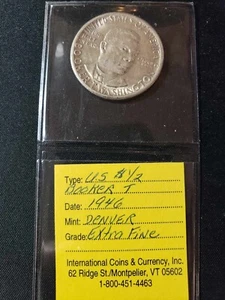 Type: US $ 1/2
BOOKER T
Date: 1946
Mint: DENVER
Grade: Extra Fine
International Coins & Currency, Inc.
62 Ridge St./Montpelier, VT 05602
1-800-451-4463